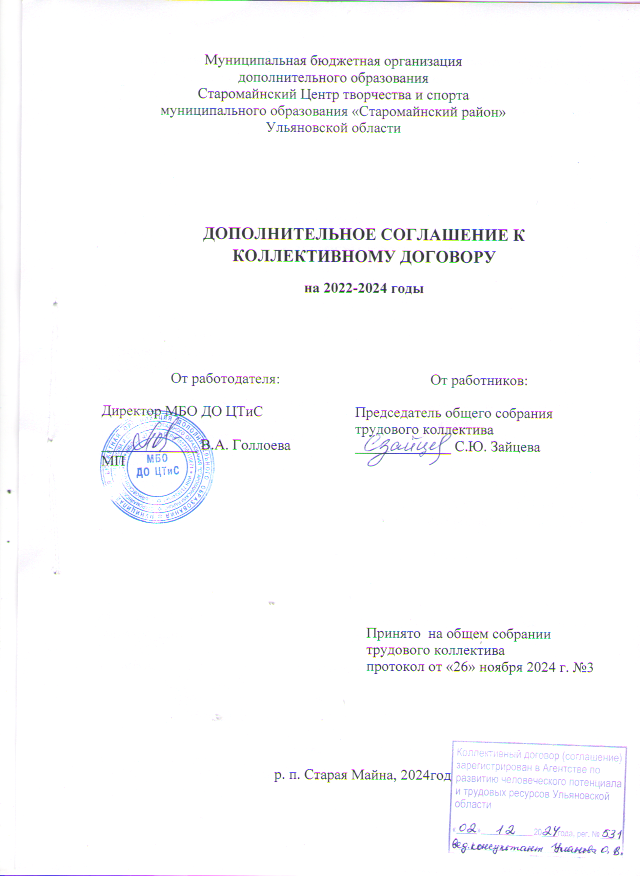 Муниципальная бюджетная организация
дополнительного образования
Старомайнский Центр творчества и спорта
муниципального образования «Старомайнский район»
Ульяновской области
ДОПОЛНИТЕЛЬНОЕ СОГЛАШЕНИЕ К
КОЛЛЕКТИВНОМУ ДОГОВОРУ
на 2022-2024 годы
От работодателя:
Директор МБО ДО ЦТиС
В.А. Голлоева
МП
МБО
ДО ЦТиС
От работников:
Председатель общего собрания
трудового коллектива
Сзайцев С.Ю. Зайцева
Принято на общем собрании
трудового коллектива
протокол от «26» ноября 2024 г. №3
р. п. Старая Майна, 2024год
Коллективный договор (соглашение)
зарегистрирован в Агентстве по
развитию человеческого потенциала
и трудовых ресурсов Ульяновской
области
02 12 2024 года, рег. № 531
Вед. консультант О. В.